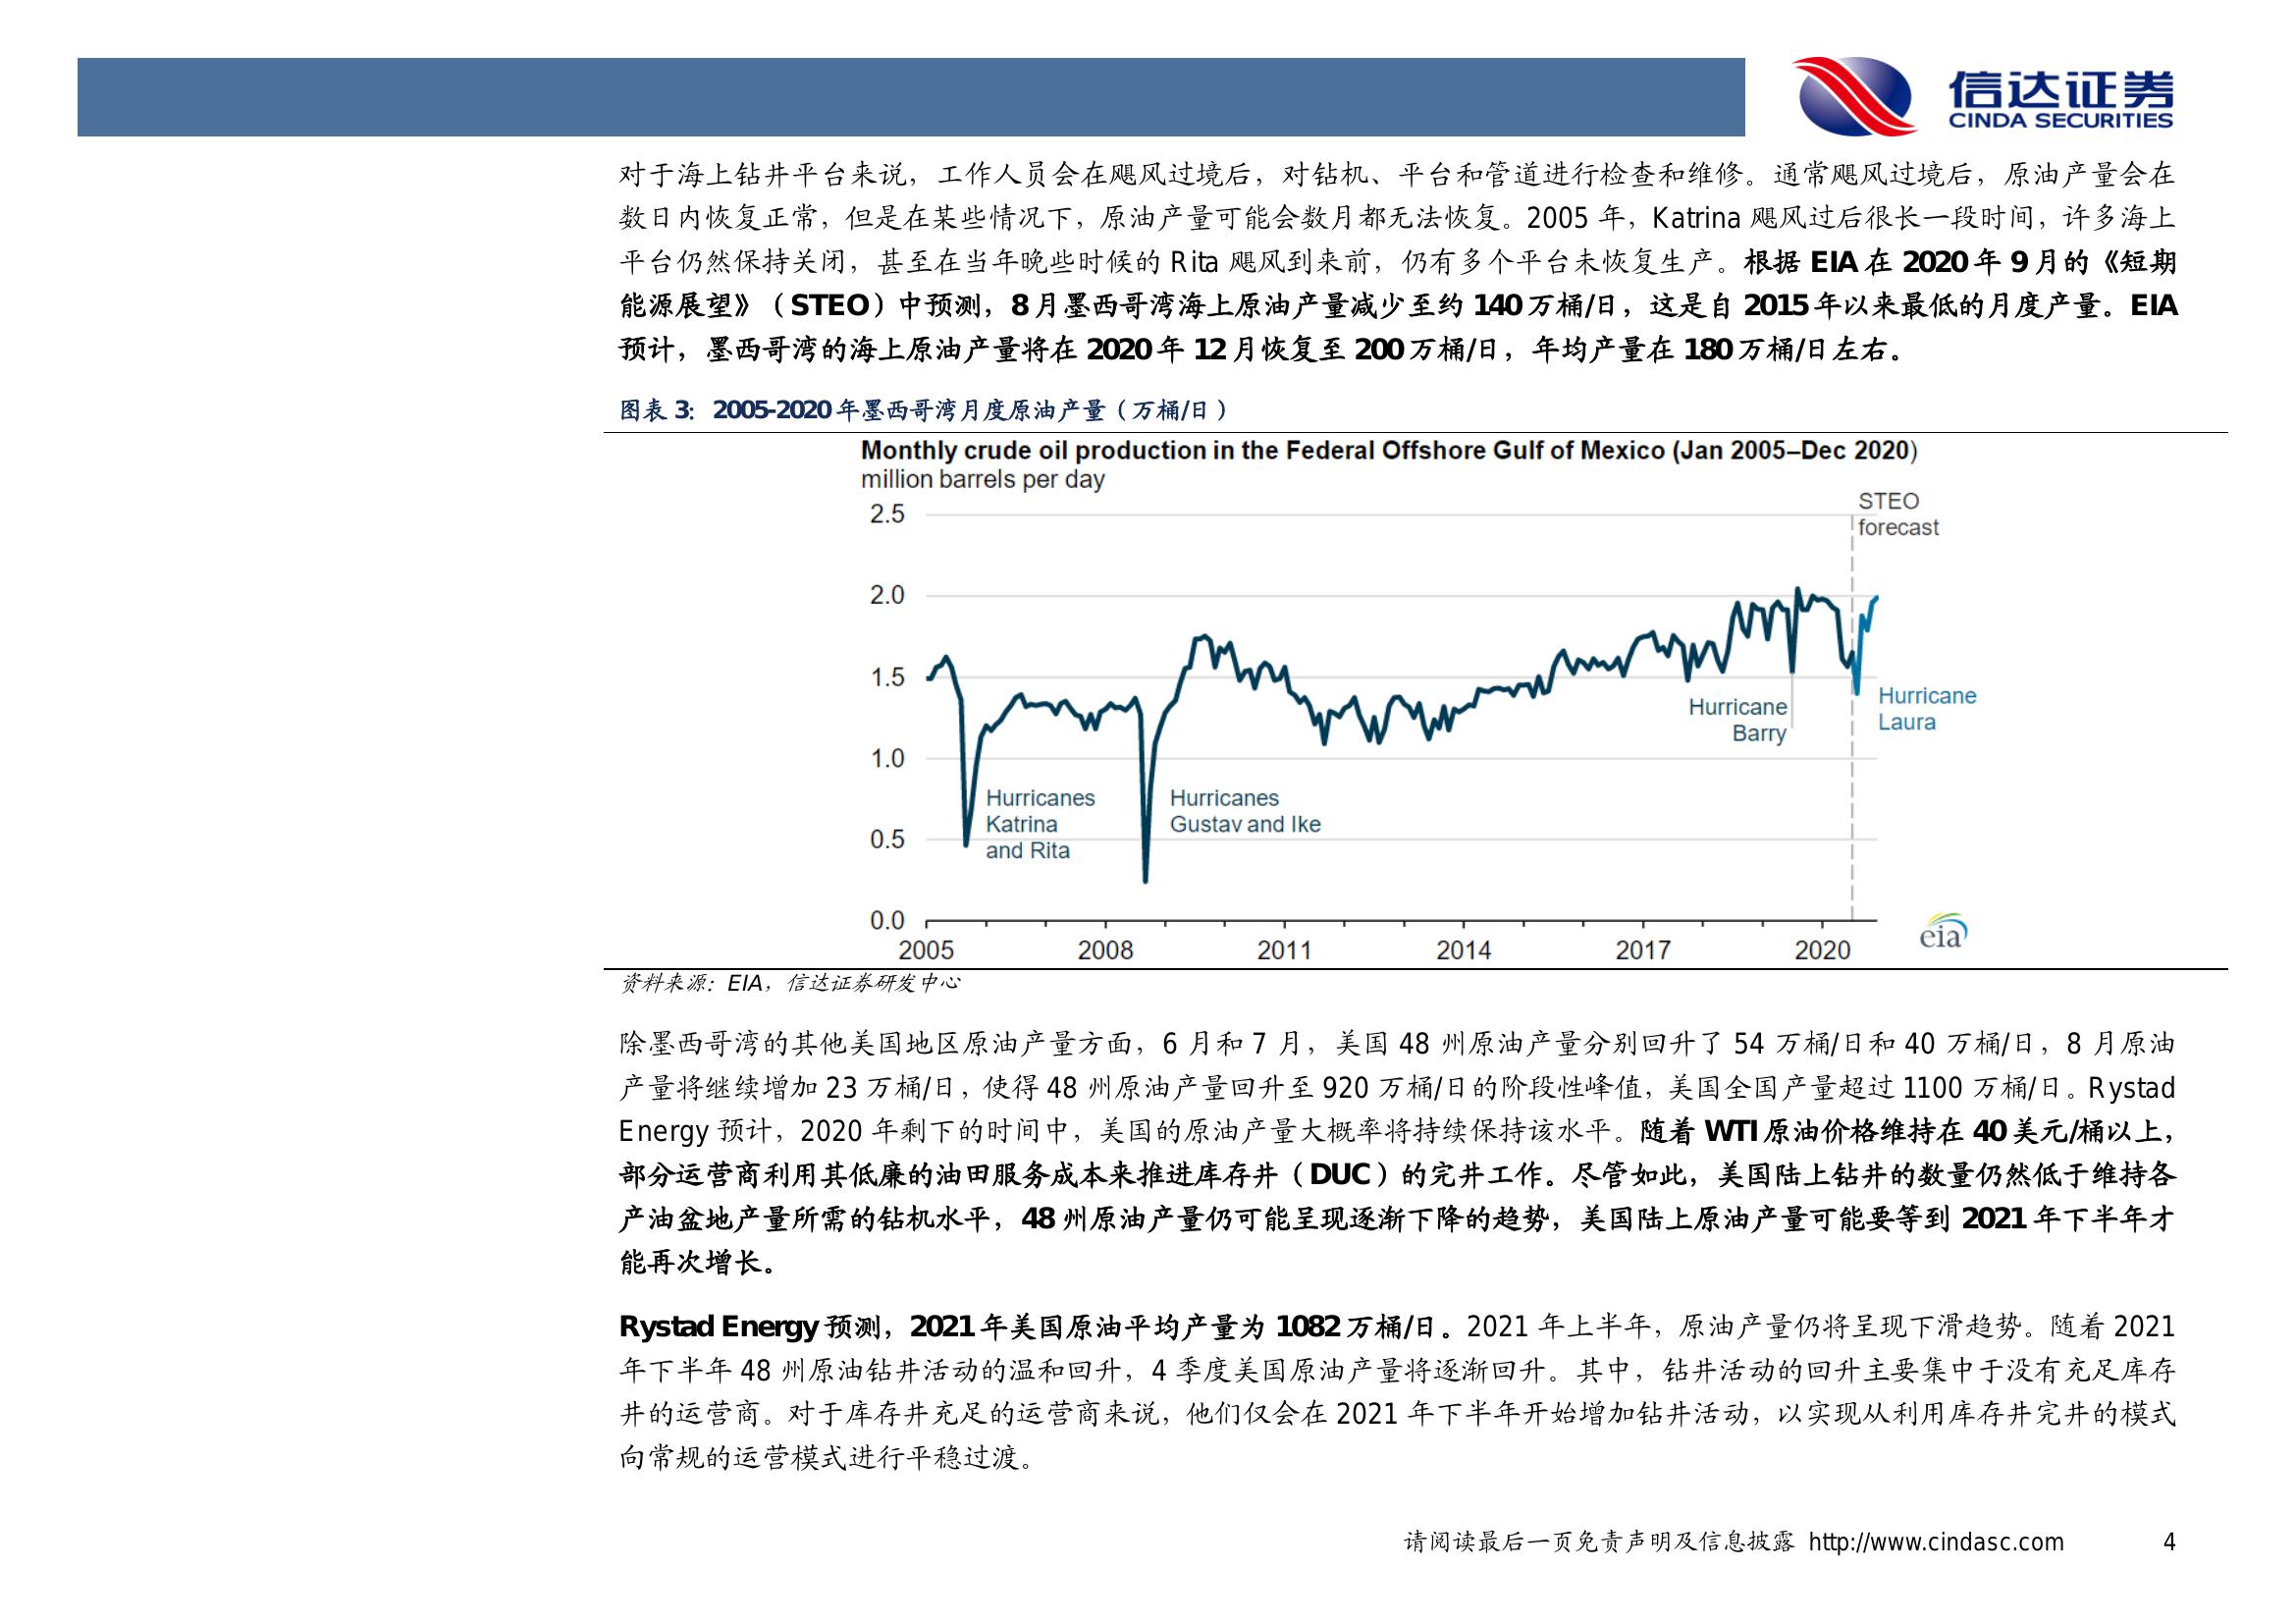 信达证券
CINDA SECURITIES
对于海上钻井平台来说，工作人员会在飓风过境后，对钻机、平台和管道进行检查和维修。通常飓风过境后，原油产量会在
数日内恢复正常，但是在某些情况下，原油产量可能会数月都无法恢复。2005 年，Katrina 飓风过后很长一段时间，许多海上
平台仍然保持关闭，甚至在当年晚些时候的 Rita 飓风到来前，仍有多个平台未恢复生产。根据 EIA 在 2020 年 9 月的《短期
能源展望》（STEO）中预测，8 月墨西哥湾海上原油产量减少至约 140 万桶/日，这是自 2015 年以来最低的月度产量。EIA
预计，墨西哥湾的海上原油产量将在 2020 年 12 月恢复至 200 万桶/日，年均产量在 180 万桶/日左右。
图表 3：2005-2020 年墨西哥湾月度原油产量（万桶/日）
Monthly crude oil production in the Federal Offshore Gulf of Mexico (Jan 2005–Dec 2020)
million barrels per day
STEO
forecast
2.5
2.0
1.5
1.0
0.5
0.0
Hurricanes
Katrina
and Rita
Hurricanes
Gustav and Ike
Hurricane
Barry
Hurricane
Laura
2005
2008
2011
2014
2017
2020
eia
资料来源：EIA，信达证券研发中心
除墨西哥湾的其他美国地区原油产量方面，6 月和 7 月，美国 48 州原油产量分别回升了 54 万桶/日和 40 万桶/日，8 月原油
产量将继续增加 23 万桶/日，使得 48 州原油产量回升至 920 万桶/日的阶段性峰值，美国全国产量超过 1100 万桶/日。Rystad
Energy 预计，2020 年剩下的时间中，美国的原油产量大概率将持续保持该水平。随着 WTI 原油价格维持在 40 美元/桶以上，
部分运营商利用其低廉的油田服务成本来推进库存井（DUC）的完井工作。尽管如此，美国陆上钻井的数量仍然低于维持各
产油盆地产量所需的钻机水平，48 州原油产量仍可能呈现逐渐下降的趋势，美国陆上原油产量可能要等到 2021 年下半年才
能再次增长。
Rystad Energy 预测，2021 年美国原油平均产量为 1082 万桶/日。2021 年上半年，原油产量仍将呈现下滑趋势。随着 2021
年下半年 48 州原油钻井活动的温和回升，4 季度美国原油产量将逐渐回升。其中，钻井活动的回升主要集中于没有充足库存
井的运营商。对于库存井充足的运营商来说，他们仅会在 2021 年下半年开始增加钻井活动，以实现从利用库存井完井的模式
向常规的运营模式进行平稳过渡。
请阅读最后一页免责声明及信息披露 http://www.cindasc.com 4